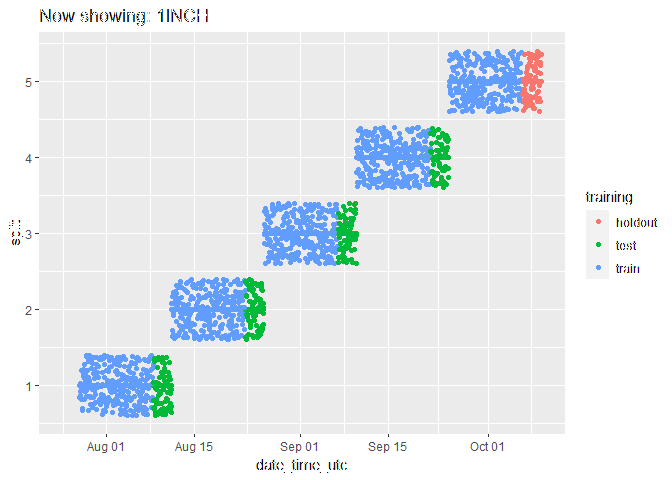 Now showing: 1INCH
5
4
split
3
2
1
Aug 01
Aug 15
Sep 01
Sep 15
Oct 01
date_time_utc
training
holdout
test
train